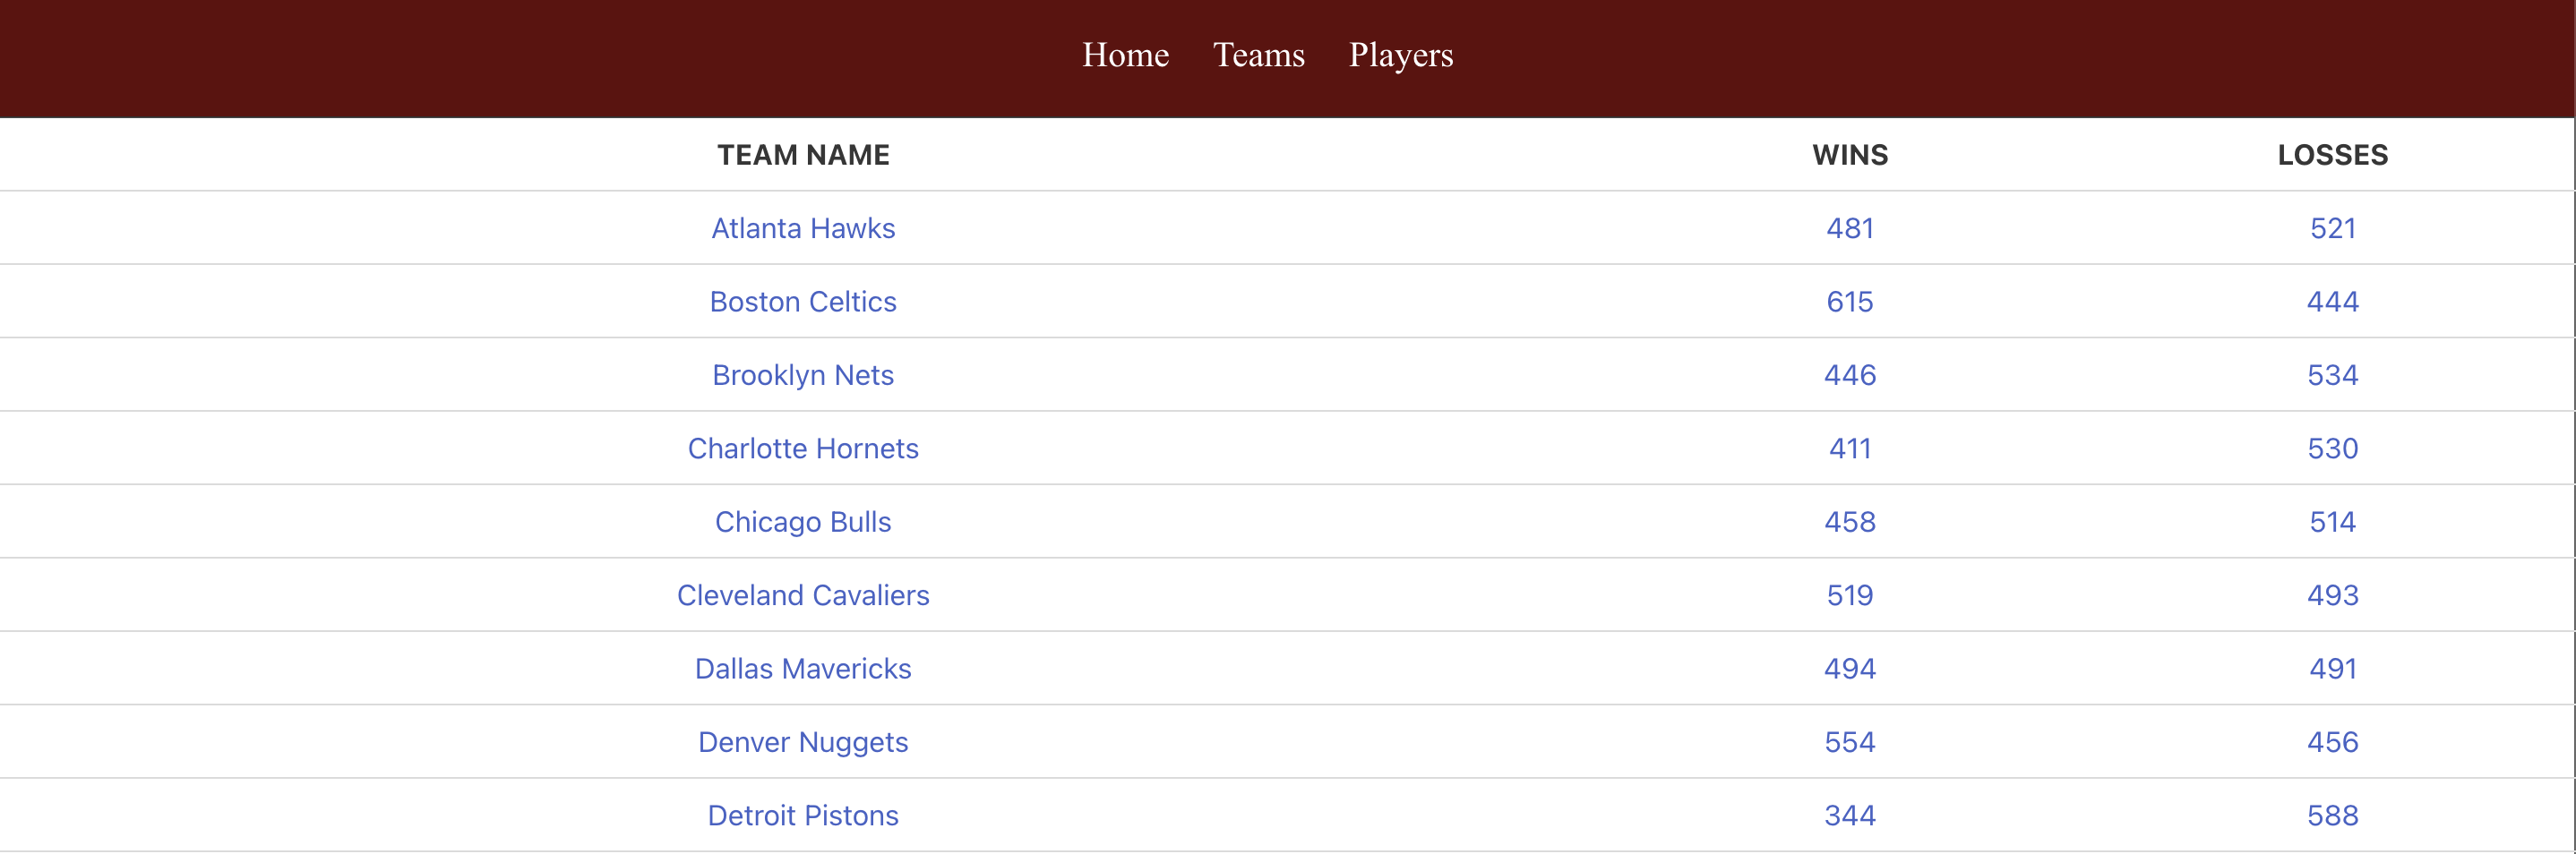 Home Teams Players
TEAM NAME WINS LOSSES
Atlanta Hawks 481 521
Boston Celtics 615 444
Brooklyn Nets 446 534
Charlotte Hornets 411 530
Chicago Bulls 458 514
Cleveland Cavaliers 519 493
Dallas Mavericks 494 491
Denver Nuggets 554 456
Detroit Pistons 344 588